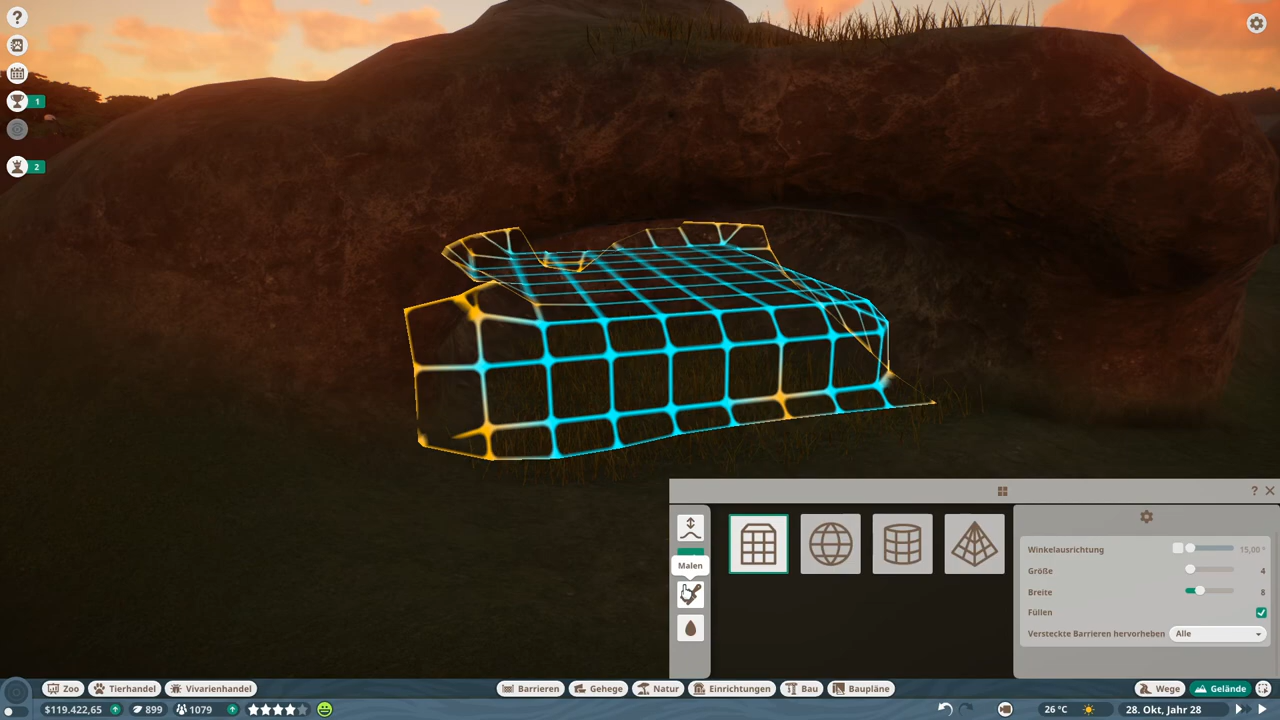 ?
1
2
? ×
Malen
Winkelausrichtung 15,00 °
Größe 4
Breite 8
Füllen
Versteckte Barrieren hervorheben Alle
Zoo Tierhandel Vivarienhandel Barrieren Gehege Natur Einrichtungen Bau Baupläne Wege Gelände
$119.422,65 899 1079 26 °C 28. Okt, Jahr 28